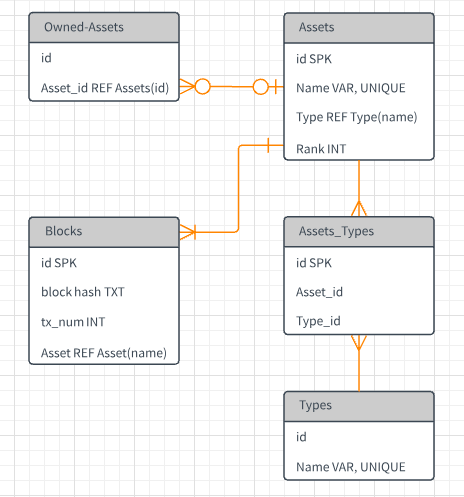 Owned-Assets
id
Asset_id REF Assets(id)
Assets
id SPK
Name VAR, UNIQUE
Type REF Type(name)
Rank INT
Blocks
id SPK
block hash TXT
tx_num INT
Asset REF Asset(name)
Assets_Types
id SPK
Asset_id
Type_id
Types
id
Name VAR, UNIQUE